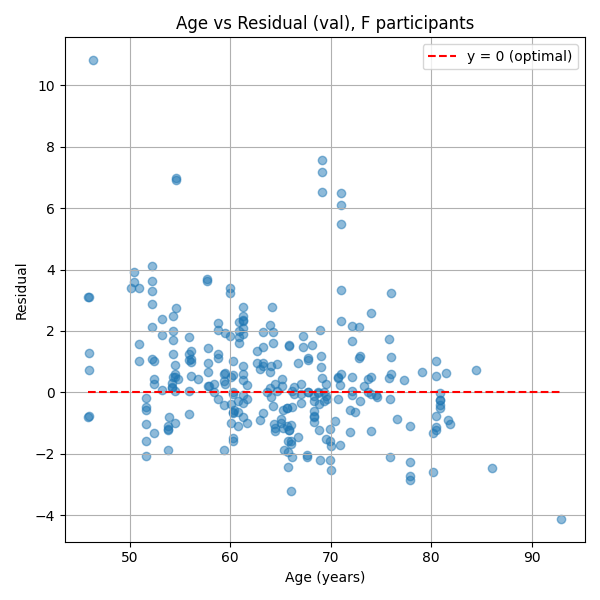 Age vs Residual (val), F participants
y = 0 (optimal)
10
8
6
4
2
0
−2
−4
Residual
50 60 70 80 90
Age (years)